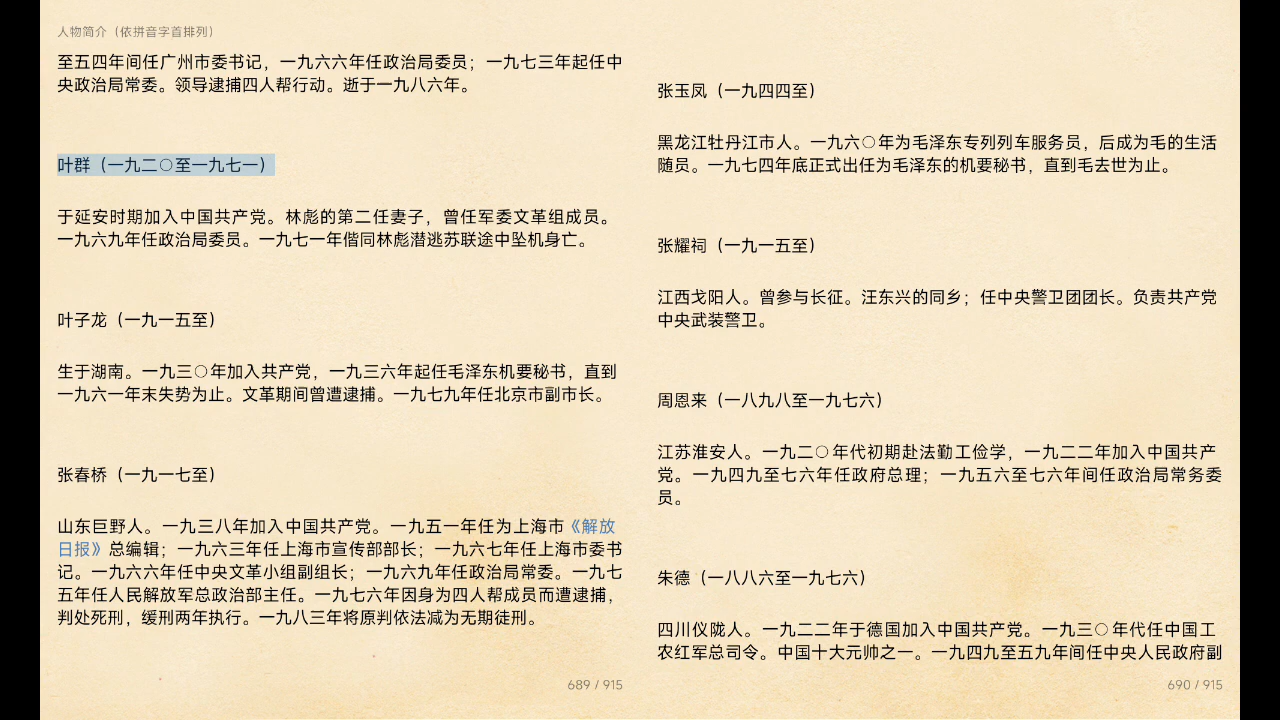 人物简介（依拼音字首排列）
至五四年间任广州市委书记，一九六六年任政治局委员；一九七三年起任中
央政治局常委。领导逮捕四人帮行动。逝于一九八六年。
叶群（一九二〇至一九七一）
于延安时期加入中国共产党。林彪的第二任妻子，曾任军委文革组成员。
一九六九年任政治局委员。一九七一年偕同林彪潜逃苏联途中坠机身亡。
叶子龙（一九一五至）
生于湖南。一九三〇年加入共产党，一九三六年起任毛泽东机要秘书，直到
一九六一年末失势为止。文革期间曾遭逮捕。一九七九年任北京市副市长。
张春桥（一九一七至）
山东巨野人。一九三八年加入中国共产党。一九五一年任为上海市《解放
日报》总编辑；一九六三年任上海市宣传部部长；一九六七年任上海市委书
记。一九六六年任中央文革小组副组长；一九六九年任政治局常委。一九七
五年任人民解放军总政治部主任。一九七六年因身为四人帮成员而遭逮捕，
判处死刑，缓刑两年执行。一九八三年将原判依法减为无期徒刑。
689 / 915
张玉凤（一九四四至）
黑龙江牡丹江市人。一九六〇年为毛泽东专列列车服务员，后成为毛的生活
随员。一九七四年底正式出任为毛泽东的机要秘书，直到毛去世为止。
张耀祠（一九一五至）
江西戈阳人。曾参与长征。汪东兴的同乡；任中央警卫团团长。负责共产党
中央武装警卫。
周恩来（一八九八至一九七六）
江苏淮安人。一九二〇年代初期赴法勤工俭学，一九二二年加入中国共产
党。一九四九至七六年任政府总理；一九五六至七六年间任政治局常务委
员。
朱德（一八八六至一九七六）
四川仪陇人。一九二二年于德国加入中国共产党。一九三〇年代任中国工
农红军总司令。中国十大元帅之一。一九四九至五九年间任中央人民政府副
690 / 915